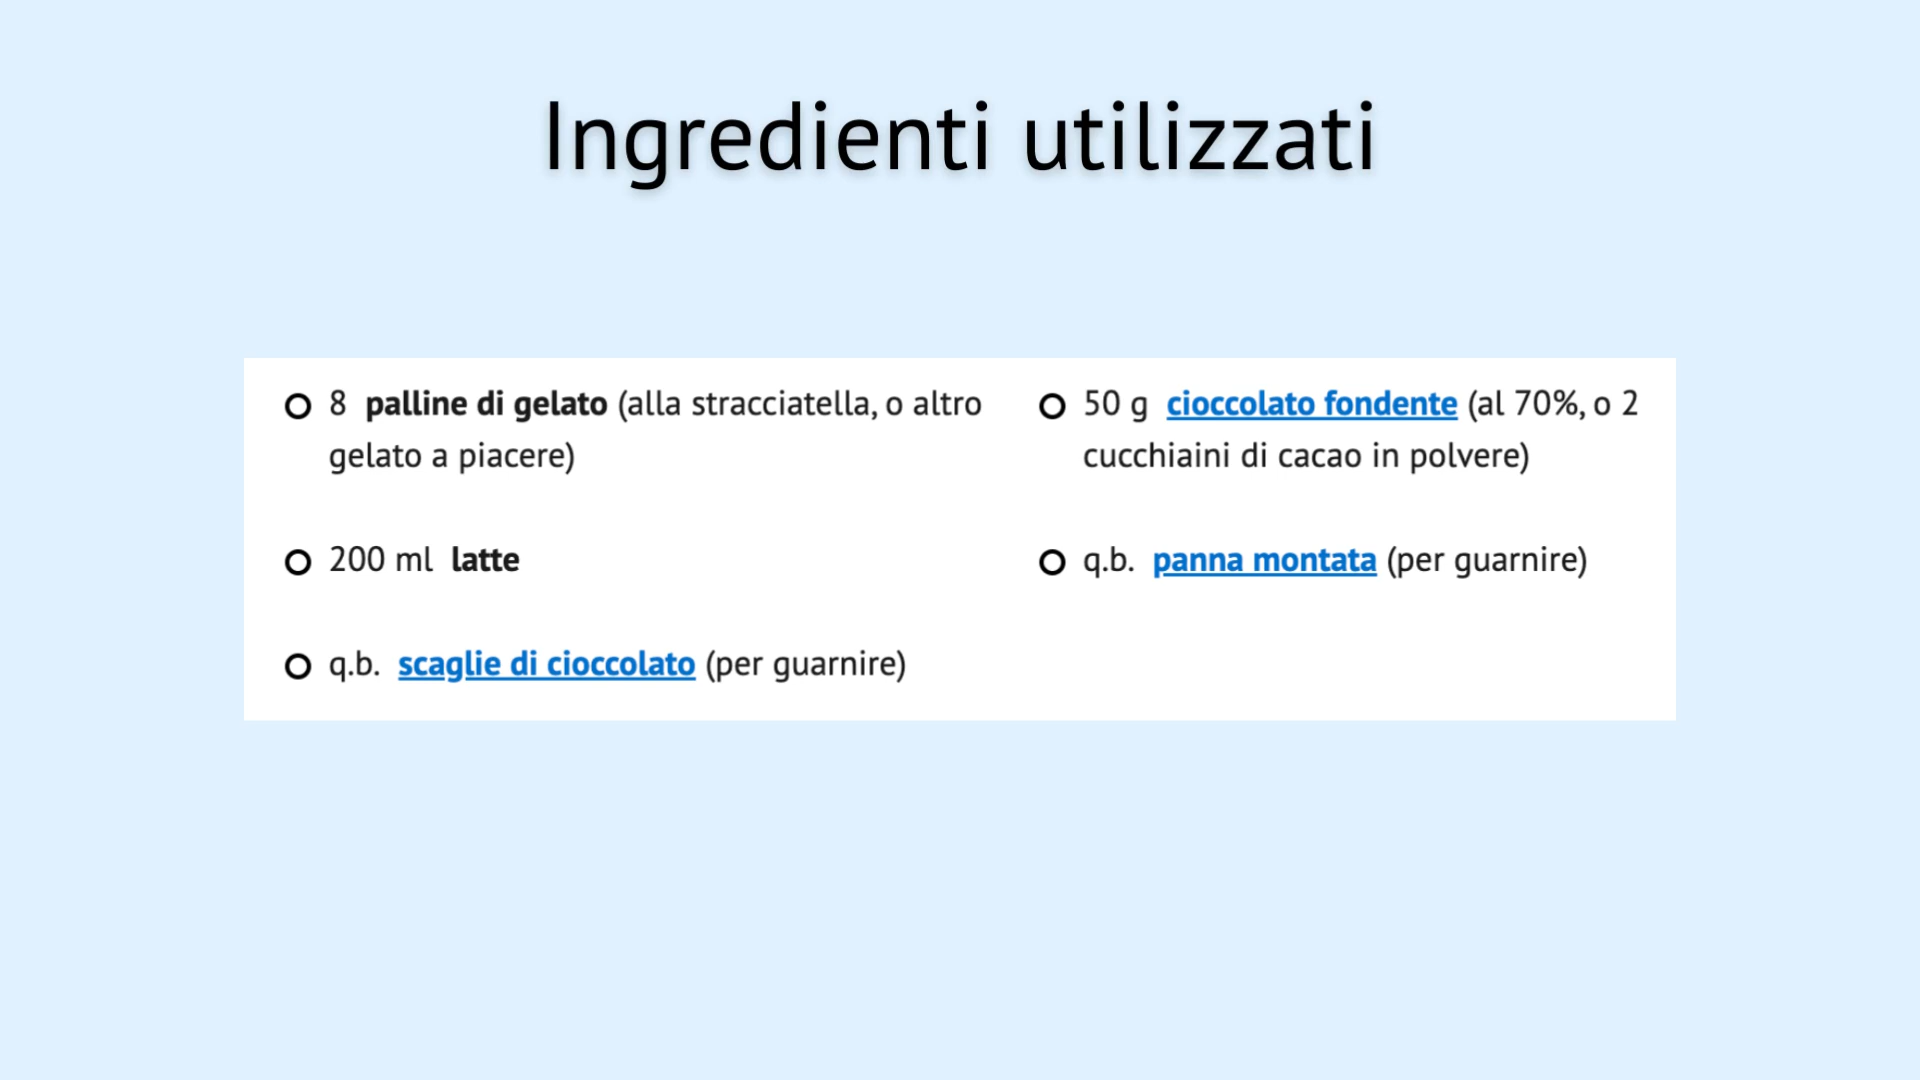 Ingredienti utilizzati
8 palline di gelato (alla stracciatella, o altro
gelato a piacere)
50 g cioccolato fondente (al 70%, o 2
cucchiaini di cacao in polvere)
200 ml latte
q.b. panna montata (per guarnire)
q.b. scaglie di cioccolato (per guarnire)